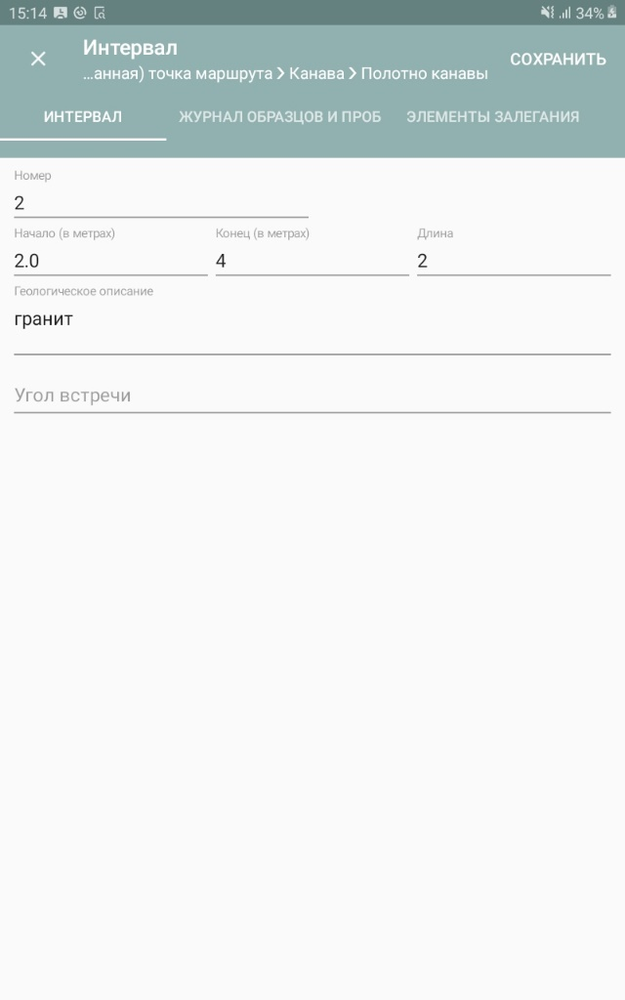 15:14 34%
Интервал
...анная) точка маршрута > Канава > Полотно канавы
СОХРАНИТЬ
ИНТЕРВАЛ ЖУРНАЛ ОБРАЗЦОВ И ПРОБ ЭЛЕМЕНТЫ ЗАЛЕГАНИЯ
Номер
2
Начало (в метрах) Конец (в метрах) Длина
2.0 4 2
Геологическое описание
гранит
Угол встречи